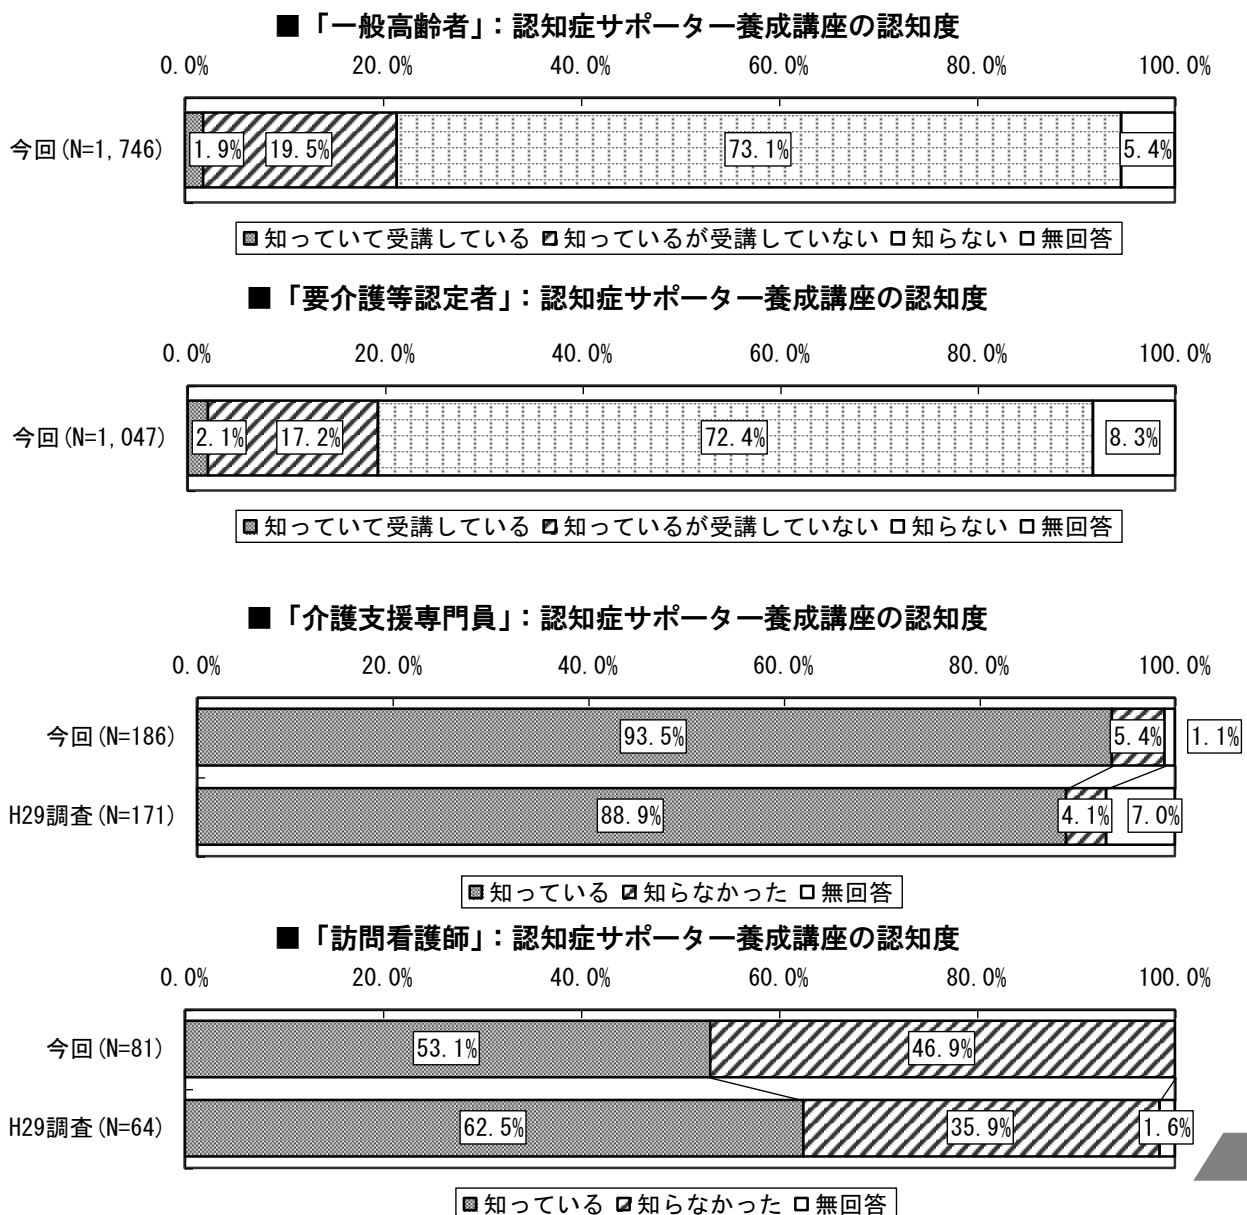 ■「一般高齢者」：認知症サポーター養成講座の認知度
0.0% 20.0% 40.0% 60.0% 80.0% 100.0%
今回(N=1,746) 1.9% 19.5% 73.1% 5.4%
知っていて受講している 知っているが受講していない 知らない 無回答
■「要介護等認定者」：認知症サポーター養成講座の認知度
0.0% 20.0% 40.0% 60.0% 80.0% 100.0%
今回(N=1,047) 2.1% 17.2% 72.4% 8.3%
知っていて受講している 知っているが受講していない 知らない 無回答
■「介護支援専門員」：認知症サポーター養成講座の認知度
0.0% 20.0% 40.0% 60.0% 80.0% 100.0%
今回(N=186) 93.5% 5.4% 1.1%
H29調査(N=171) 88.9% 4.1% 7.0%
知っている 知らなかった 無回答
■「訪問看護師」：認知症サポーター養成講座の認知度
0.0% 20.0% 40.0% 60.0% 80.0% 100.0%
今回(N=81) 53.1% 46.9%
H29調査(N=64) 62.5% 35.9% 1.6%
知っている 知らなかった 無回答